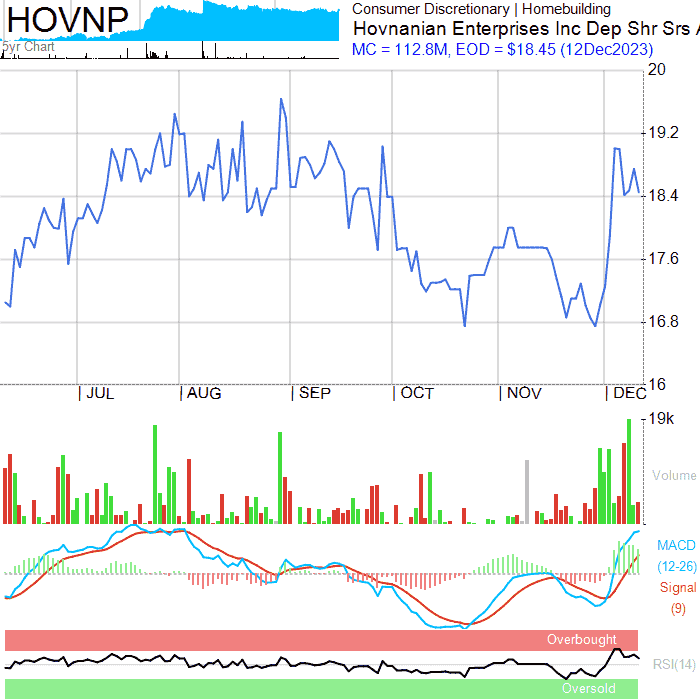 HOVNP
Consumer Discretionary | Homebuilding
Hovnanian Enterprises Inc Dep Shr Srs A
MC = 112.8M, EOD = $18.45 (12Dec2023)
5yr Chart
20
19.2
18.4
17.6
16.8
16
JUL AUG SEP OCT NOV DEC
19k
Volume
MACD
(12-26)
Signal
(9)
Overbought
RSI(14)
Oversold